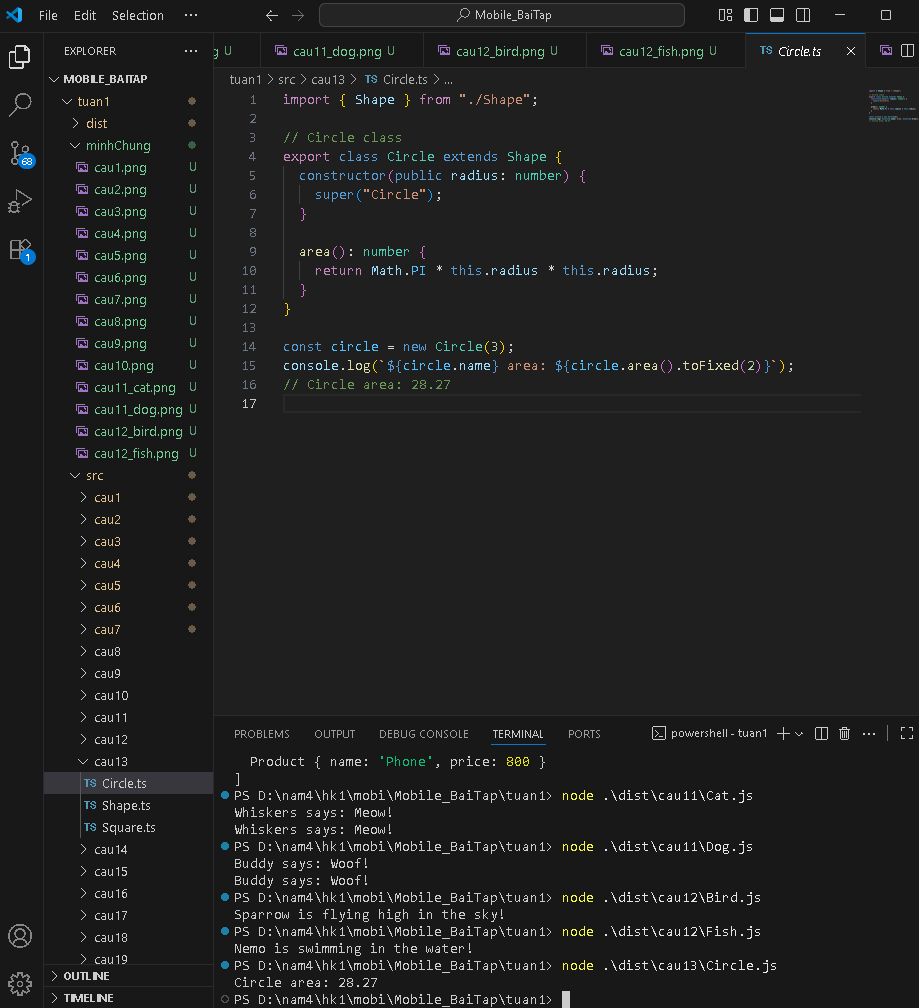 File Edit Selection ··· Mobile_BaiTap
EXPLORER ···
MOBILE_BAITAP
tuan1
dist
minhChung
cau1.png U
cau2.png U
cau3.png U
cau4.png U
cau5.png U
cau6.png U
cau7.png U
cau8.png U
cau9.png U
cau10.png U
cau11_cat.png U
cau11_dog.png U
cau12_bird.png U
cau12_fish.png U
src
cau1
cau2
cau3
cau4
cau5
cau6
cau7
cau8
cau9
cau10
cau11
cau12
cau13
TS Circle.ts
TS Shape.ts
TS Square.ts
cau14
cau15
cau16
cau17
cau18
cau19
OUTLINE
TIMELINE
68
1
g U cau11_dog.png U cau12_bird.png U cau12_fish.png U TS Circle.ts
tuan1 > src > cau13 > TS Circle.ts > ...
1 import { Shape } from "./Shape";
2
3 // Circle class
4 export class Circle extends Shape {
5 constructor(public radius: number) {
6 super("Circle");
7 }
8
9 area(): number {
10 return Math.PI * this.radius * this.radius;
11 }
12 }
13
14 const circle = new Circle(3);
15 console.log(`${circle.name} area: ${circle.area().toFixed(2)}`);
16 // Circle area: 28.27
17
PROBLEMS OUTPUT DEBUG CONSOLE TERMINAL PORTS powershell - tuan1 ···
Product { name: 'Phone', price: 800 }
]
PS D:\nam4\hk1\mobi\Mobile_BaiTap\tuan1> node .\dist\cau11\Cat.js
Whiskers says: Meow!
Whiskers says: Meow!
PS D:\nam4\hk1\mobi\Mobile_BaiTap\tuan1> node .\dist\cau11\Dog.js
Buddy says: Woof!
Buddy says: Woof!
PS D:\nam4\hk1\mobi\Mobile_BaiTap\tuan1> node .\dist\cau12\Bird.js
Sparrow is flying high in the sky!
PS D:\nam4\hk1\mobi\Mobile_BaiTap\tuan1> node .\dist\cau12\Fish.js
Nemo is swimming in the water!
PS D:\nam4\hk1\mobi\Mobile_BaiTap\tuan1> node .\dist\cau13\Circle.js
Circle area: 28.27
PS D:\nam4\hk1\mobi\Mobile_BaiTap\tuan1>